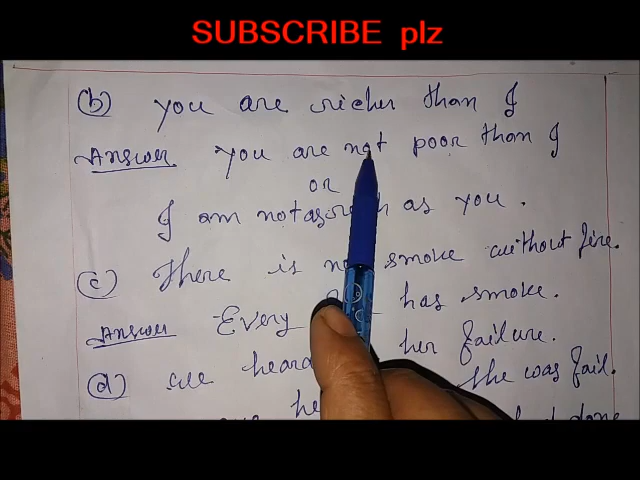 SUBSCRIBE plz
(b) You are richer than I
Answer You are not poor than I
or
I am not as as you.
(c) There is smoke without fire.
Answer Every has smoke.
(d) we heard her failure.
she was fail.
done